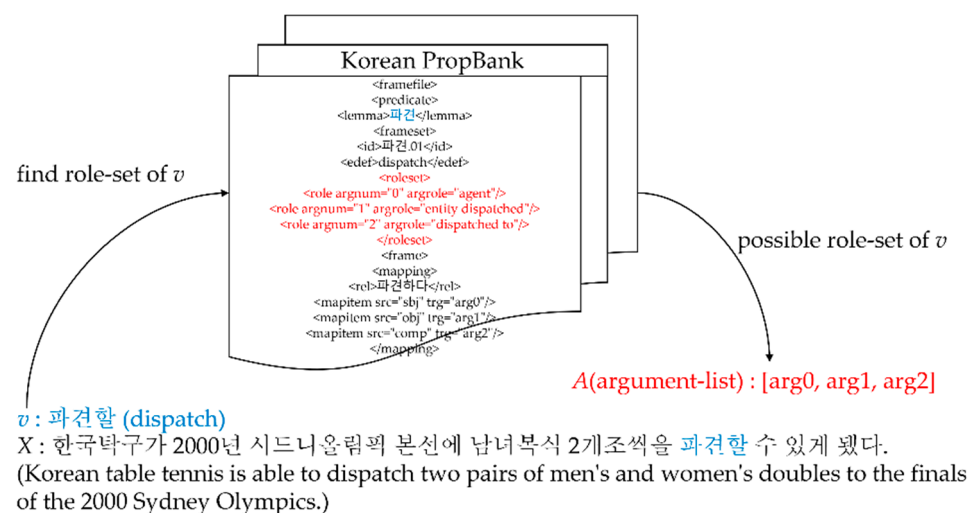 Korean PropBank
<framefile>
<predicate>
<lemma>파견</lemma>
<frameset>
<id>파견.01</id>
<edef>dispatch</edef>
<roleset>
<role argnum="0" argrole="agent"/>
<role argnum="1" argrole="entity dispatched"/>
<role argnum="2" argrole="dispatched to"/>
</roleset>
<frame>
<mapping>
<rel>파견하다</rel>
<mapitem src="sbj" trg="arg0"/>
<mapitem src="obj" trg="arg1"/>
<mapitem src="comp" trg="arg2"/>
</mapping>
find role-set of v
possible role-set of v
A(argument-list) : [arg0, arg1, arg2]
v : 파견할 (dispatch)
X : 한국탁구가 2000년 시드니올림픽 본선에 남녀복식 2개조씩을 파견할 수 있게 됐다.
(Korean table tennis is able to dispatch two pairs of men's and women's doubles to the finals
of the 2000 Sydney Olympics.)